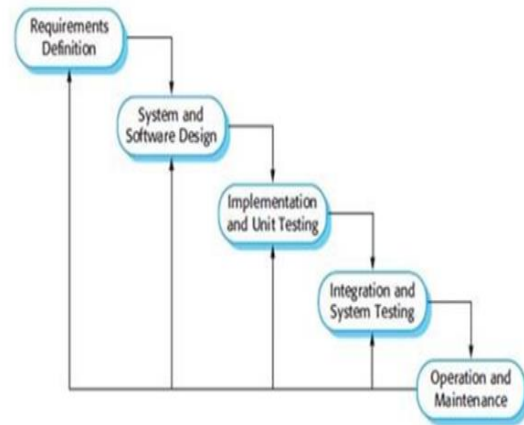 Requirements
Definition
System and
Software Design
Implementation
and Unit Testing
Integration and
System Testing
Operation and
Maintenance